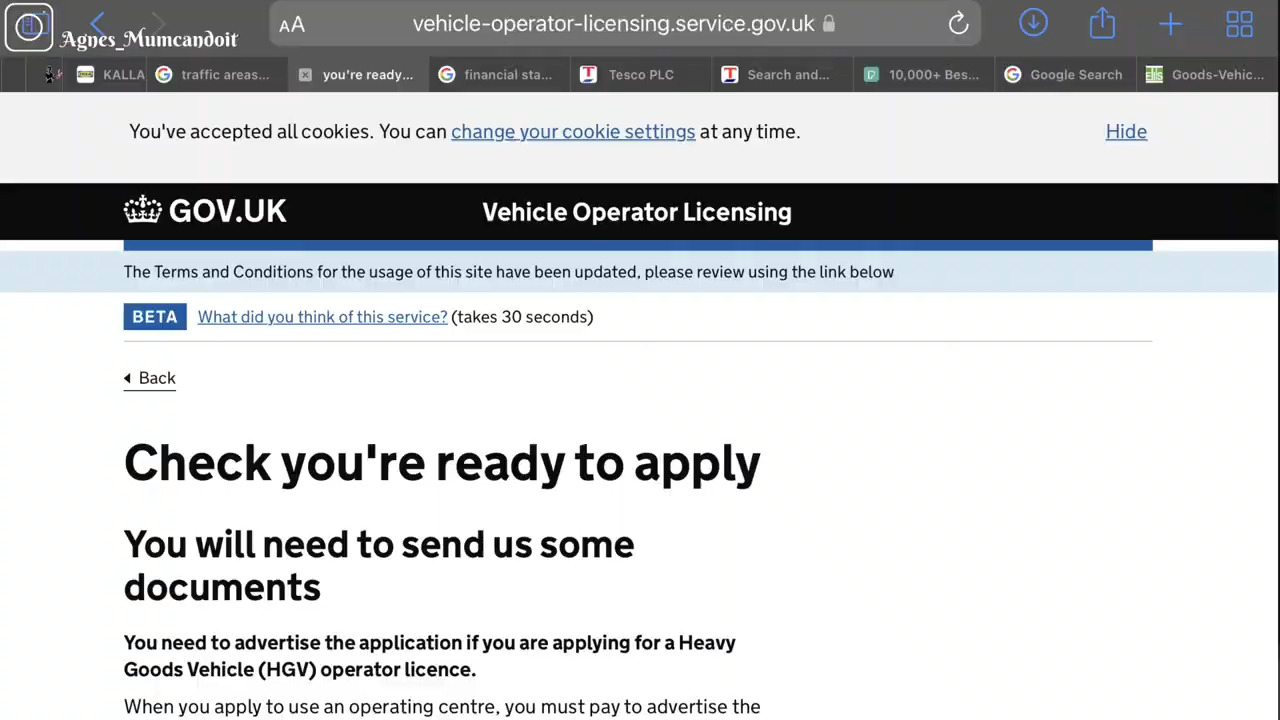 Agnes_Mumcandoit
AA
vehicle-operator-licensing.service.gov.uk
KALLA
traffic areas...
you're ready...
financial sta...
Tesco PLC
Search and...
10,000+ Bes...
Google Search
Goods-Vehic...
You've accepted all cookies. You can change your cookie settings at any time.
Hide
GOV.UK
Vehicle Operator Licensing
The Terms and Conditions for the usage of this site have been updated, please review using the link below
BETA
What did you think of this service? (takes 30 seconds)
Back
Check you're ready to apply
You will need to send us some
documents
You need to advertise the application if you are applying for a Heavy
Goods Vehicle (HGV) operator licence.
When you apply to use an operating centre, you must pay to advertise the